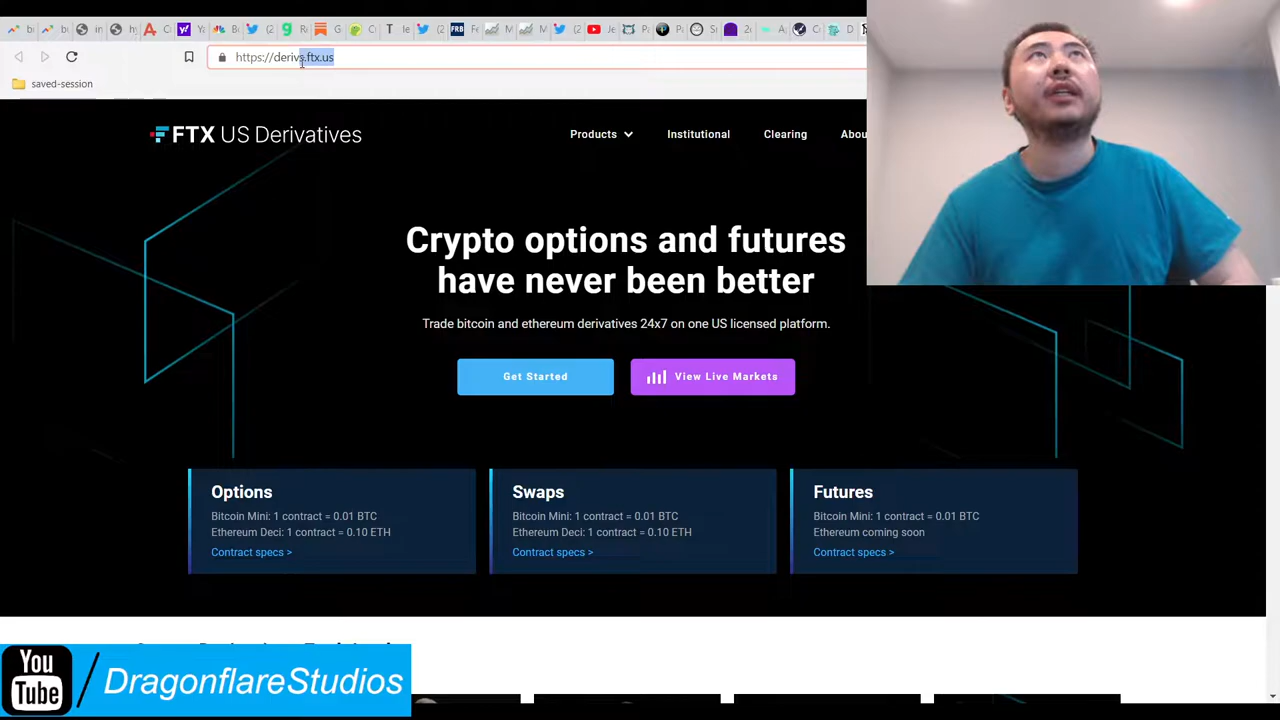 https://derivs.ftx.us
saved-session
FTX US Derivatives
Products
Institutional
Clearing
Abou
Crypto options and futures
have never been better
Trade bitcoin and ethereum derivatives 24x7 on one US licensed platform.
Get Started
View Live Markets
Options
Bitcoin Mini: 1 contract = 0.01 BTC
Ethereum Deci: 1 contract = 0.10 ETH
Contract specs >
Swaps
Bitcoin Mini: 1 contract = 0.01 BTC
Ethereum Deci: 1 contract = 0.10 ETH
Contract specs >
Futures
Bitcoin Mini: 1 contract = 0.01 BTC
Ethereum coming soon
Contract specs >
You
Tube
/ DragonflareStudios